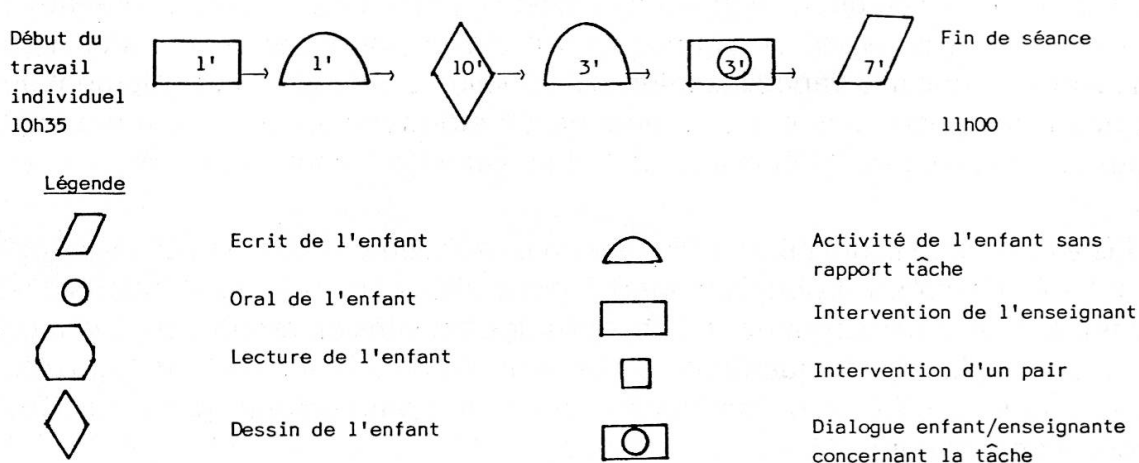 Début du
travail
individuel
10h35
1' 1' 10' 3' 3' 7'
Fin de séance
11h00
Légende
Ecrit de l'enfant
Oral de l'enfant
Lecture de l'enfant
Dessin de l'enfant
Activité de l'enfant sans
rapport tâche
Intervention de l'enseignant
Intervention d'un pair
Dialogue enfant/enseignante
concernant la tâche